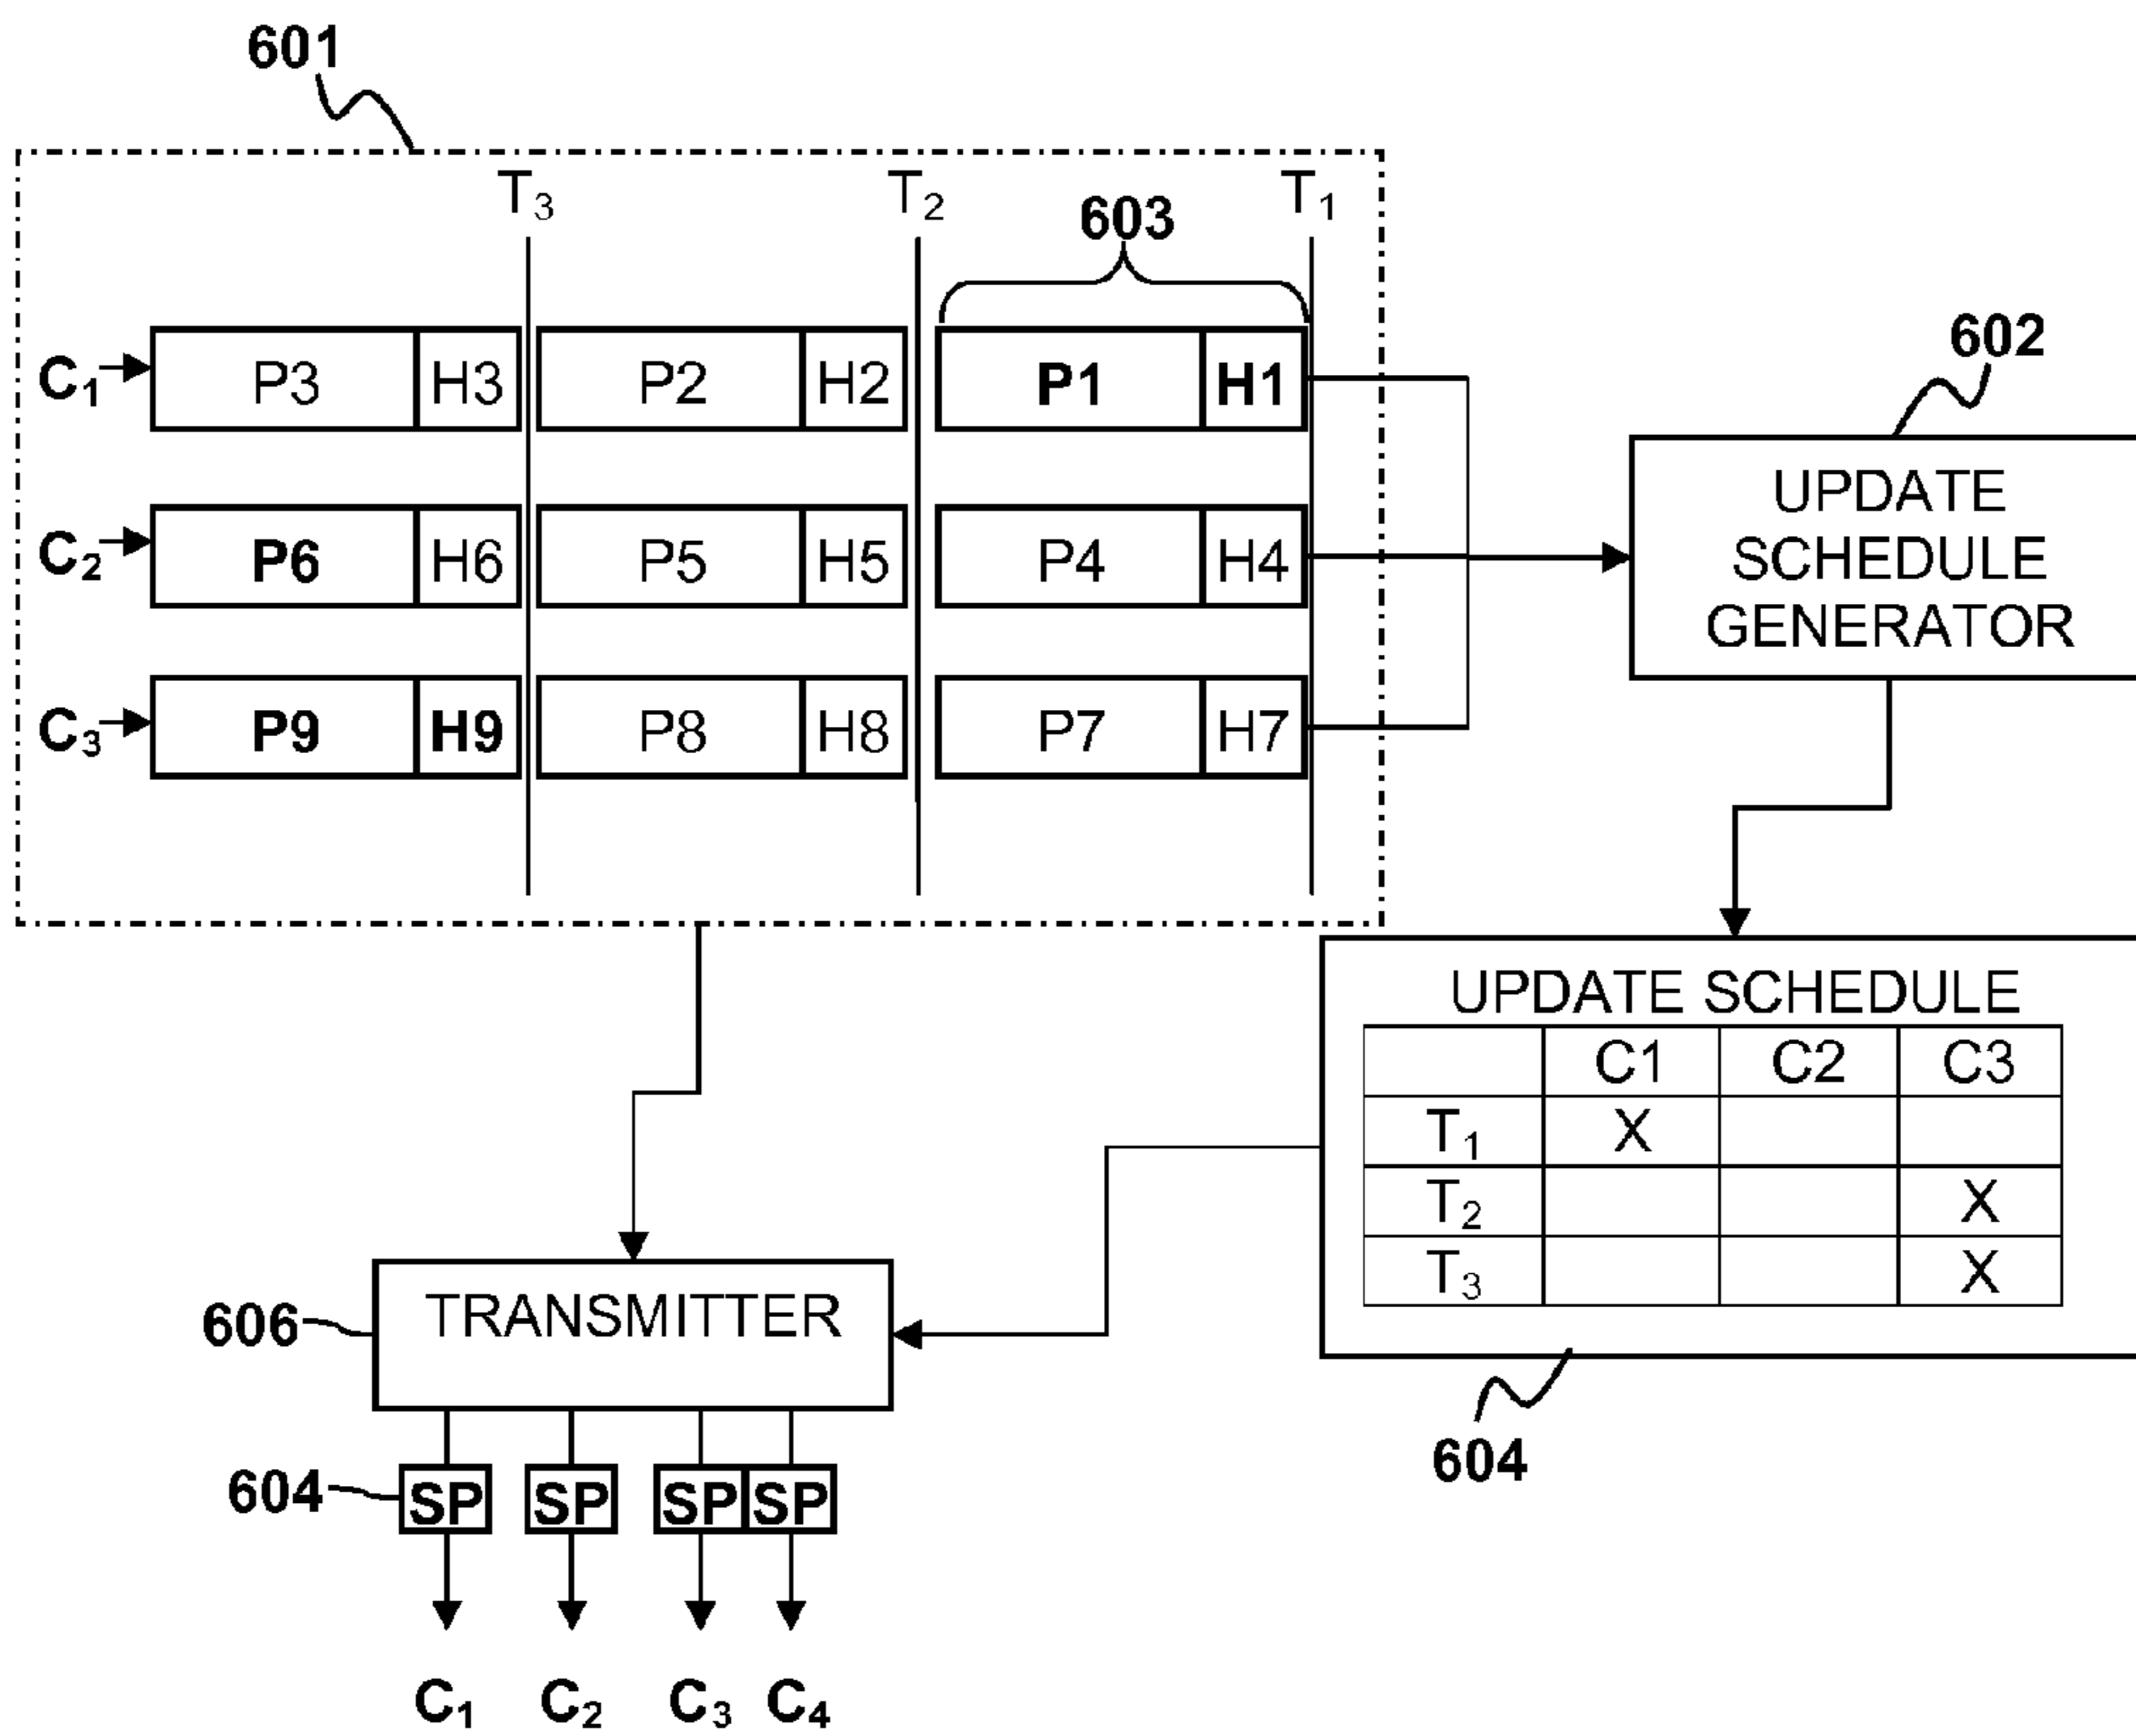 601
T3 T2 T1
603
C1 P3 H3 P2 H2 P1 H1
602
C2 P6 H6 P5 H5 P4 H4
UPDATE
SCHEDULE
GENERATOR
C3 P9 H9 P8 H8 P7 H7
UPDATE SCHEDULE
C1 C2 C3
T1 X
T2 X
T3 X
604
606 TRANSMITTER
604 SP SP SP SP
C1 C2 C3 C4